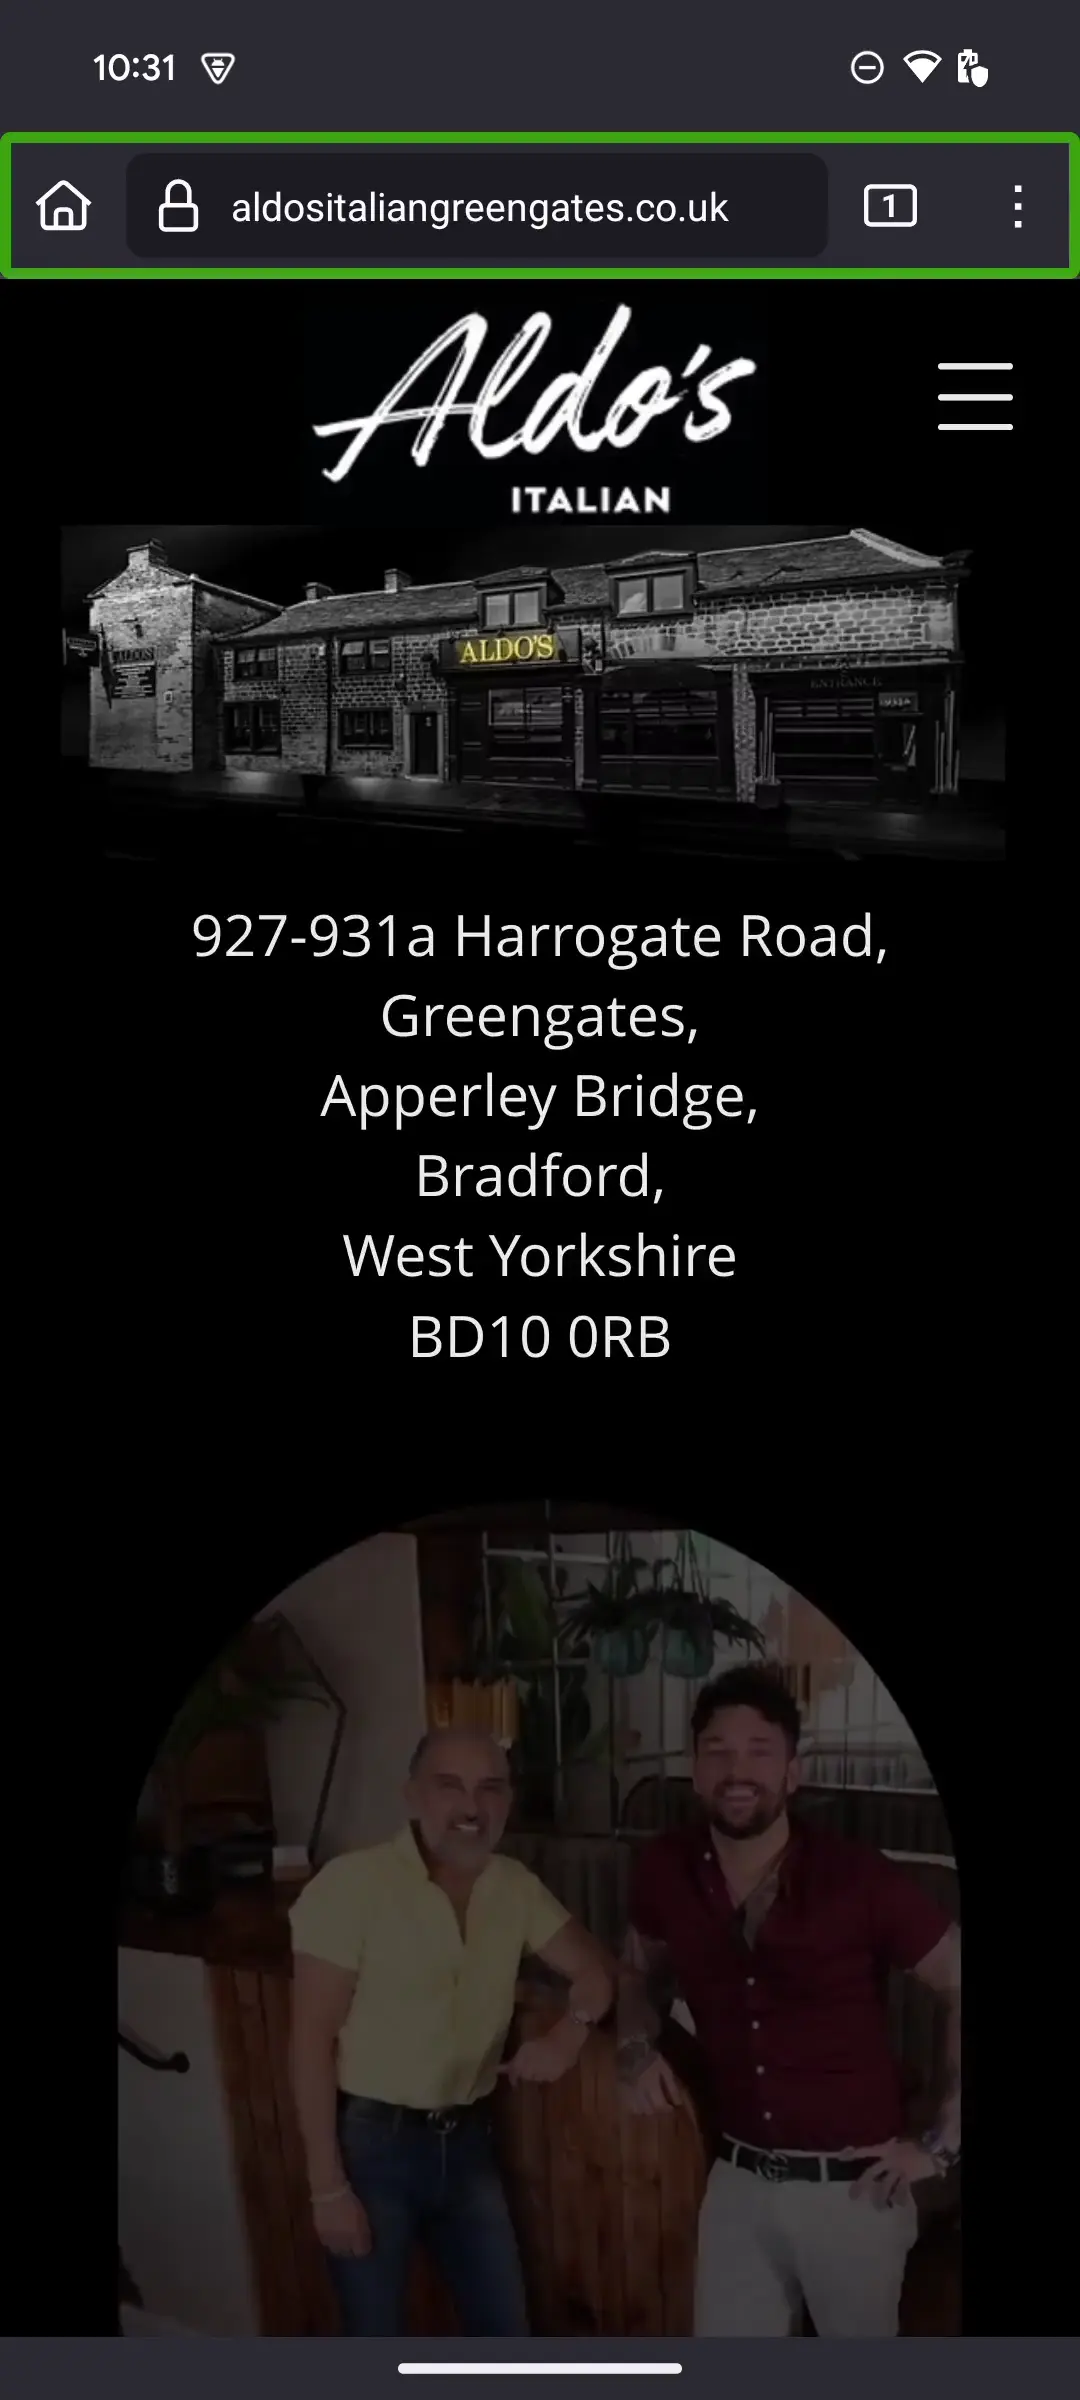 10:31
aldositaliangreengates.co.uk
1
Aldo's
ITALIAN
ALDO'S
ALDO'S
ENTRANCE
927-931a Harrogate Road,
Greengates,
Apperley Bridge,
Bradford,
West Yorkshire
BD10 0RB